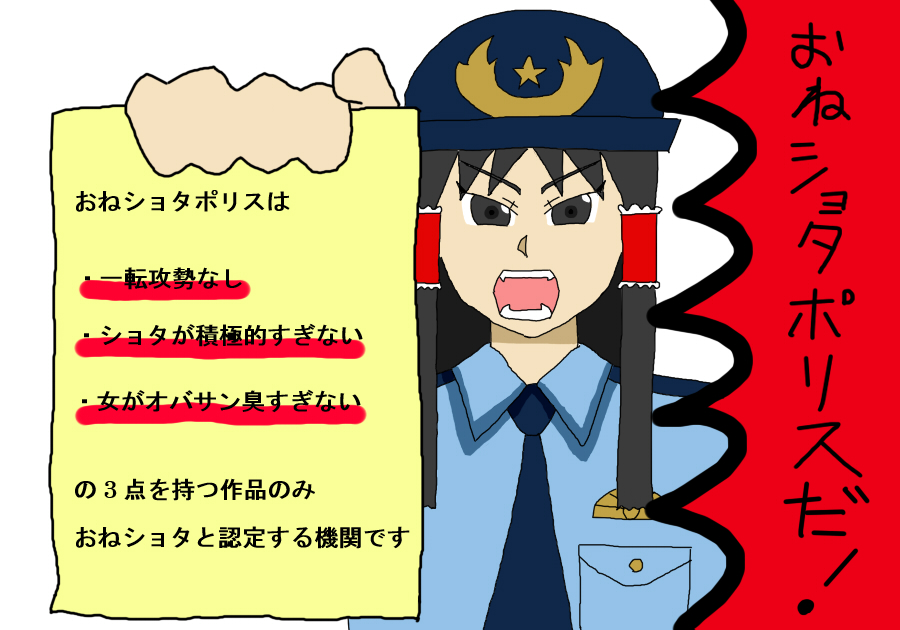 おねショタポリスだ!
おねショタポリスは
・一転攻勢なし
・ショタが積極的すぎない
・女がオバサン臭すぎない
の3点を持つ作品のみ
おねショタと認定する機関です